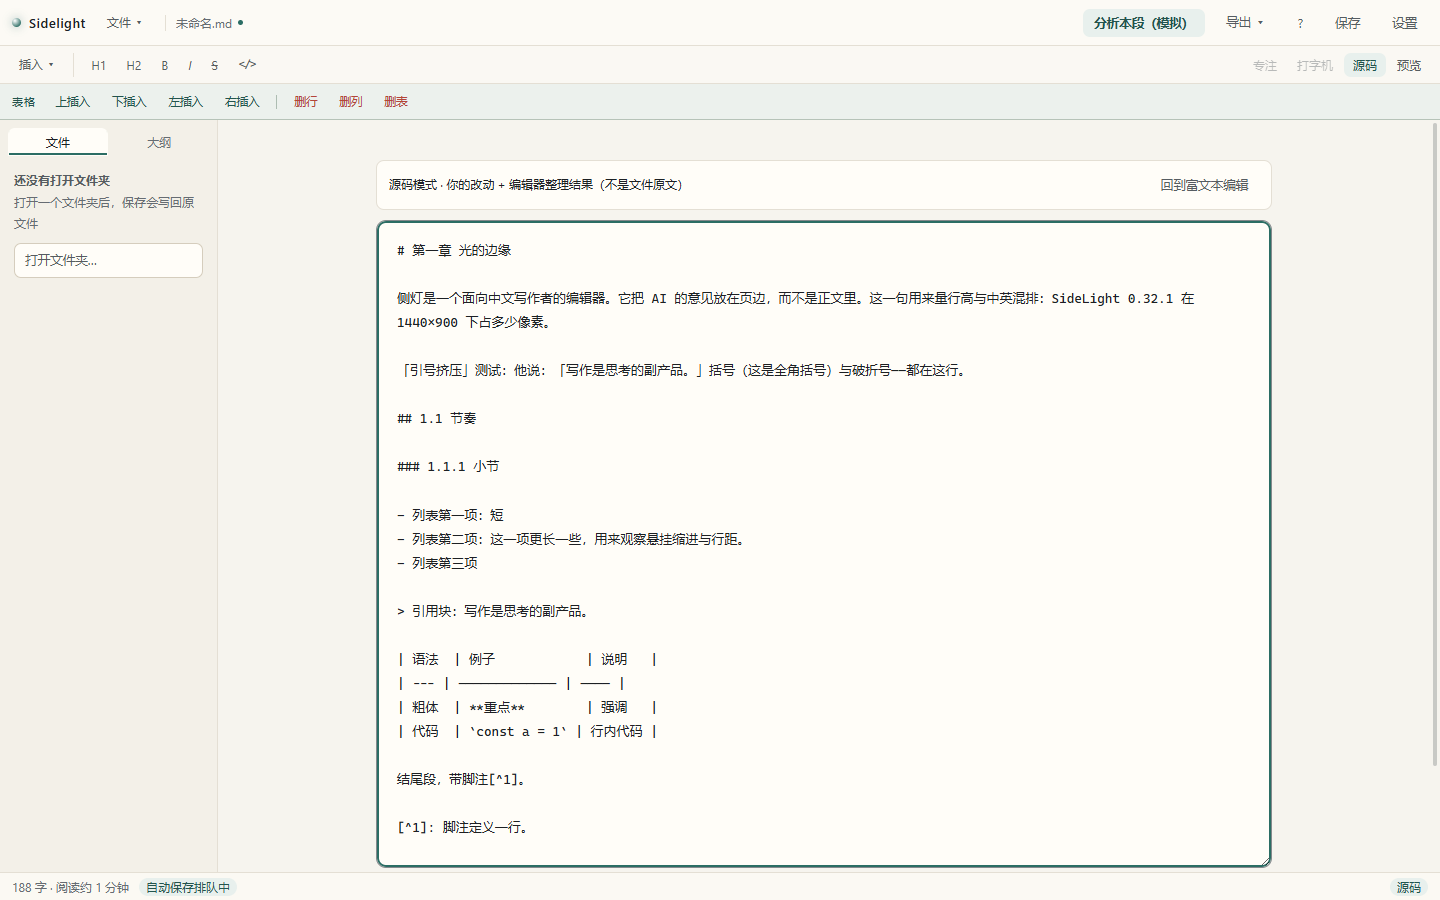 Sidelight 文件 ▾ 未命名.md ● 分析本段（模拟） 导出 ▾ ? 保存 设置
插入 ▾ H1 H2 B I S </> 专注 打字机 源码 预览
表格 上插入 下插入 左插入 右插入 删行 删列 删表
文件 大纲
还没有打开文件夹
打开一个文件夹后，保存会写回原
文件
打开文件夹...
源码模式 · 你的改动 + 编辑器整理结果（不是文件原文） 回到富文本编辑
# 第一章 光的边缘
侧灯是一个面向中文写作者的编辑器。它把 AI 的意见放在页边，而不是正文里。这一句用来量行高与中英混排：SideLight 0.32.1 在
1440×900 下占多少像素。
「引号挤压」测试：他说：「写作是思考的副产品。」括号（这是全角括号）与破折号——都在这行。
## 1.1 节奏
### 1.1.1 小节
- 列表第一项：短
- 列表第二项：这一项更长一些，用来观察悬挂缩进与行距。
- 列表第三项
> 引用块：写作是思考的副产品。
| 语法 | 例子 | 说明 |
| --- | ------------- | ---- |
| 粗体 | **重点** | 强调 |
| 代码 | `const a = 1` | 行内代码 |
结尾段，带脚注[^1]。
[^1]: 脚注定义一行。
188 字 · 阅读约 1 分钟 自动保存排队中 源码